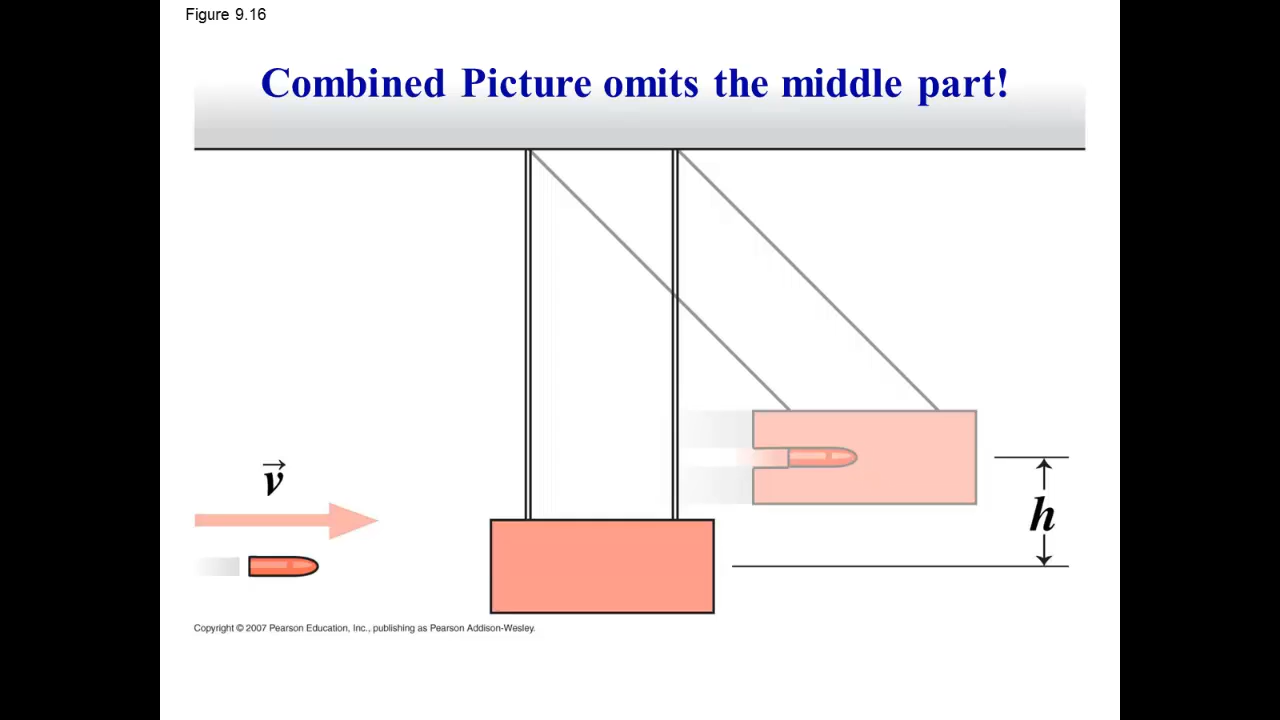 Figure 9.16
Combined Picture omits the middle part!
v⃗
h
Copyright © 2007 Pearson Education, Inc., publishing as Pearson Addison-Wesley.